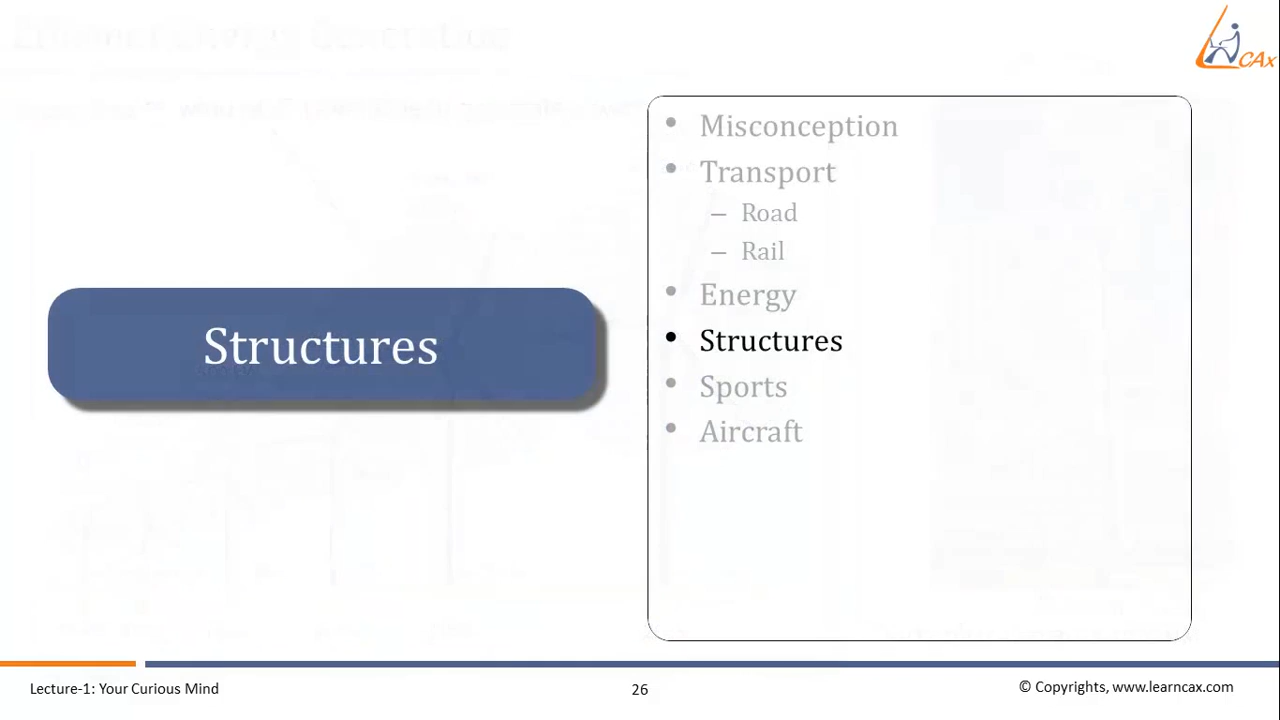 CAx
Structures
• Misconception
• Transport
– Road
– Rail
• Energy
• Structures
• Sports
• Aircraft
Lecture-1: Your Curious Mind
26
© Copyrights, www.learncax.com